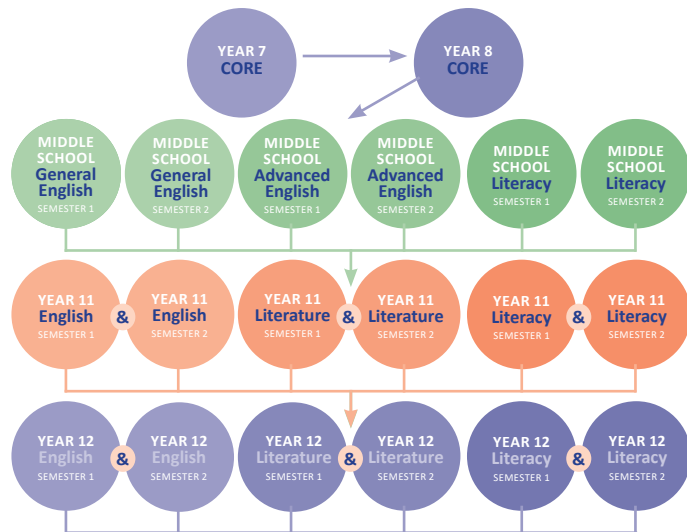 YEAR 7
CORE
YEAR 8
CORE
MIDDLE
SCHOOL
General
English
SEMESTER 1
MIDDLE
SCHOOL
General
English
SEMESTER 2
MIDDLE
SCHOOL
Advanced
English
SEMESTER 1
MIDDLE
SCHOOL
Advanced
English
SEMESTER 2
MIDDLE
SCHOOL
Literacy
SEMESTER 1
MIDDLE
SCHOOL
Literacy
SEMESTER 2
YEAR 11
English
SEMESTER 1
&
YEAR 11
English
SEMESTER 2
YEAR 11
Literature
SEMESTER 1
&
YEAR 11
Literature
SEMESTER 2
YEAR 11
Literacy
SEMESTER 1
&
YEAR 11
Literacy
SEMESTER 2
YEAR 12
English
SEMESTER 1
&
YEAR 12
English
SEMESTER 2
YEAR 12
Literature
SEMESTER 1
&
YEAR 12
Literature
SEMESTER 2
YEAR 12
Literacy
SEMESTER 1
&
YEAR 12
Literacy
SEMESTER 2